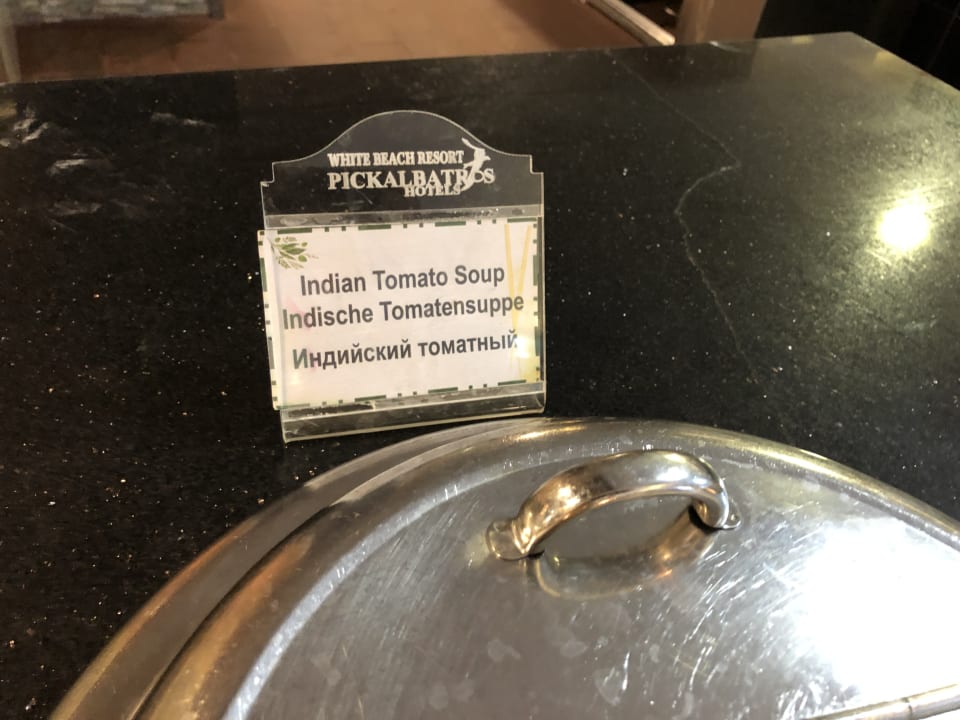 WHITE BEACH RESORT
PICKALBATROS
HOTELS
Indian Tomato Soup
Indische Tomatensuppe
Индийский томатный